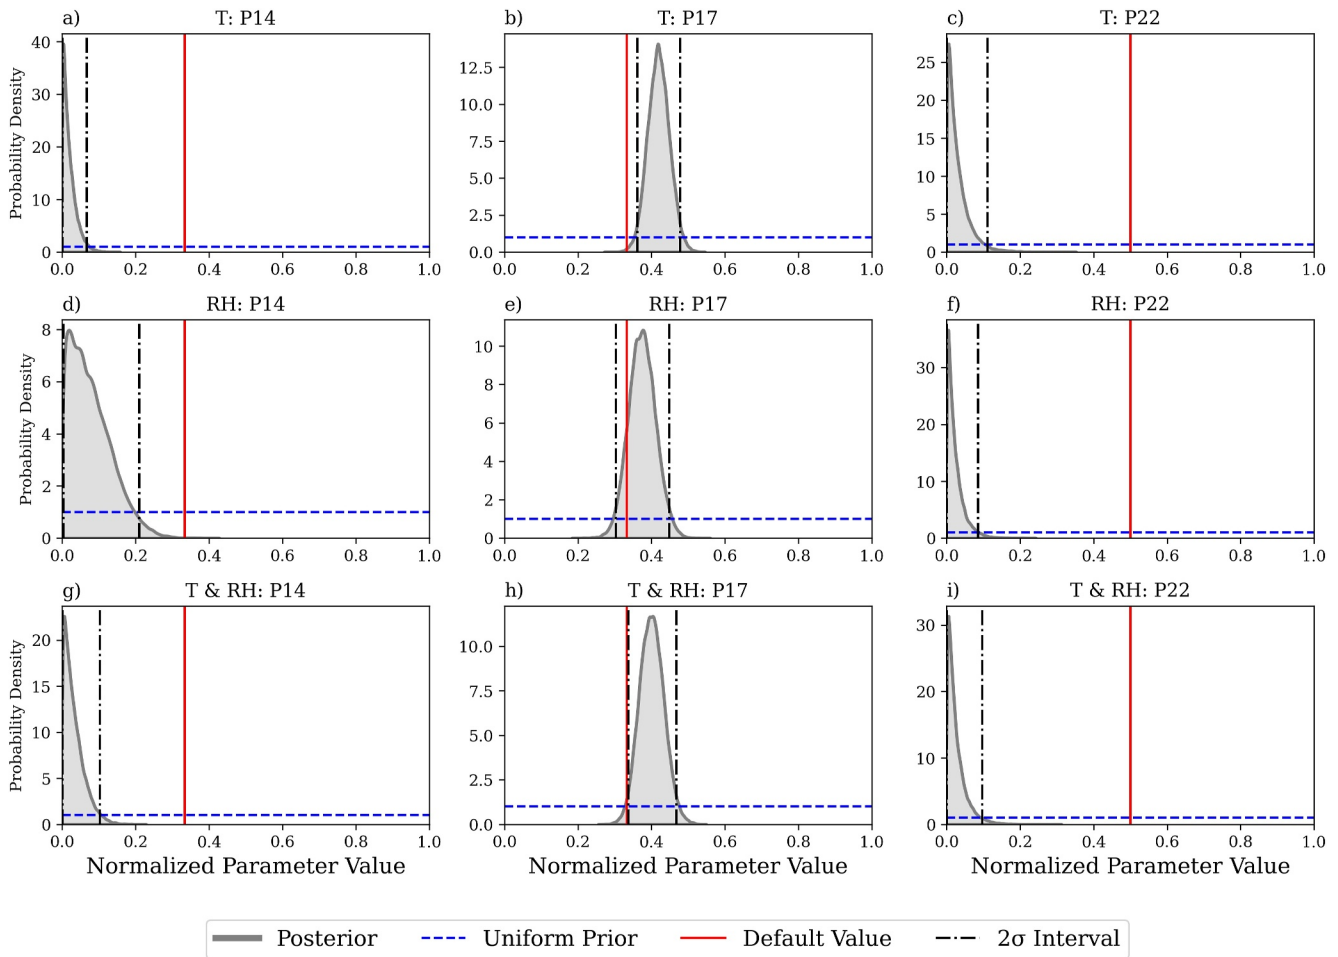 a) T: P14
b) T: P17
c) T: P22
Probability Density
40
30
20
10
0
0.0 0.2 0.4 0.6 0.8 1.0
12.5
10.0
7.5
5.0
2.5
0.0
0.0 0.2 0.4 0.6 0.8 1.0
25
20
15
10
5
0
0.0 0.2 0.4 0.6 0.8 1.0
d) RH: P14
e) RH: P17
f) RH: P22
Probability Density
8
6
4
2
0
0.0 0.2 0.4 0.6 0.8 1.0
10
8
6
4
2
0
0.0 0.2 0.4 0.6 0.8 1.0
30
20
10
0
0.0 0.2 0.4 0.6 0.8 1.0
g) T & RH: P14
h) T & RH: P17
i) T & RH: P22
Probability Density
20
15
10
5
0
0.0 0.2 0.4 0.6 0.8 1.0
10.0
7.5
5.0
2.5
0.0
0.0 0.2 0.4 0.6 0.8 1.0
30
20
10
0
0.0 0.2 0.4 0.6 0.8 1.0
Normalized Parameter Value
Normalized Parameter Value
Normalized Parameter Value
Posterior
Uniform Prior
Default Value
2σ Interval